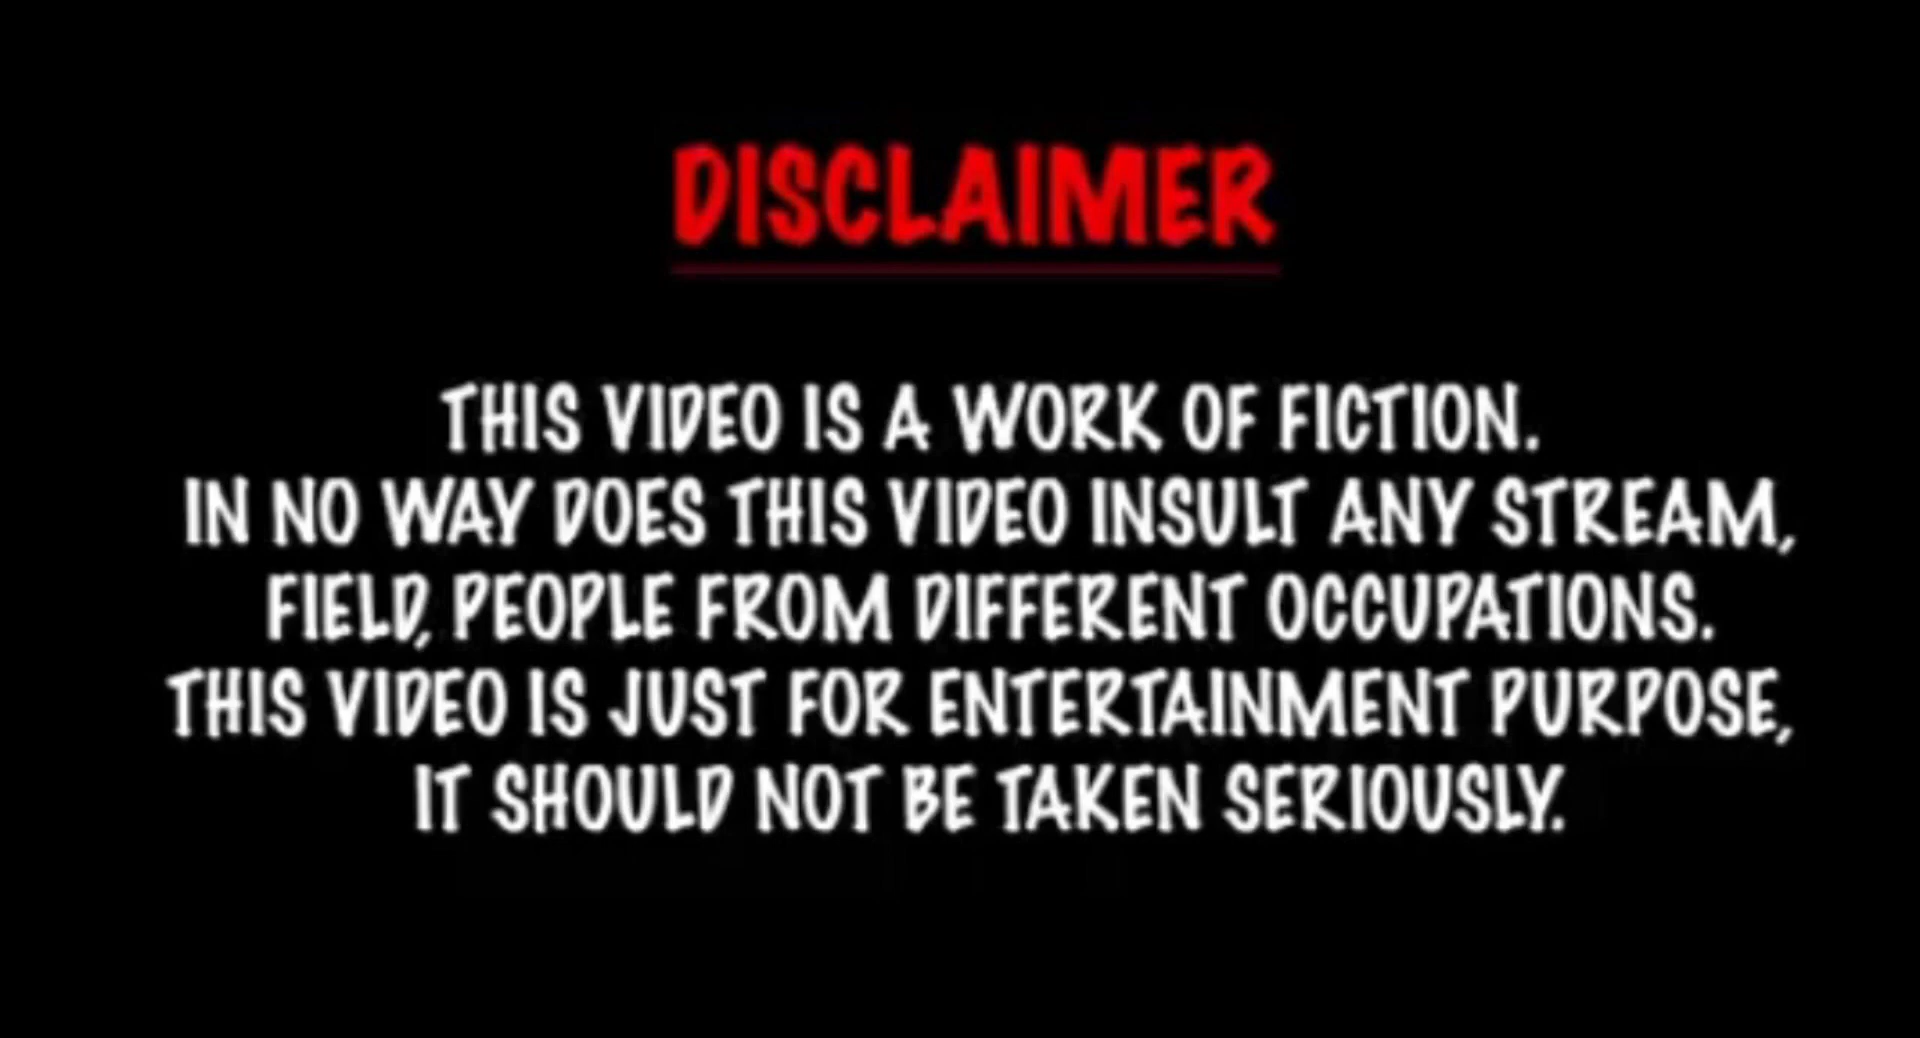 DISCLAIMER
THIS VIDEO IS A WORK OF FICTION.
IN NO WAY DOES THIS VIDEO INSULT ANY STREAM,
FIELD, PEOPLE FROM DIFFERENT OCCUPATIONS.
THIS VIDEO IS JUST FOR ENTERTAINMENT PURPOSE,
IT SHOULD NOT BE TAKEN SERIOUSLY.